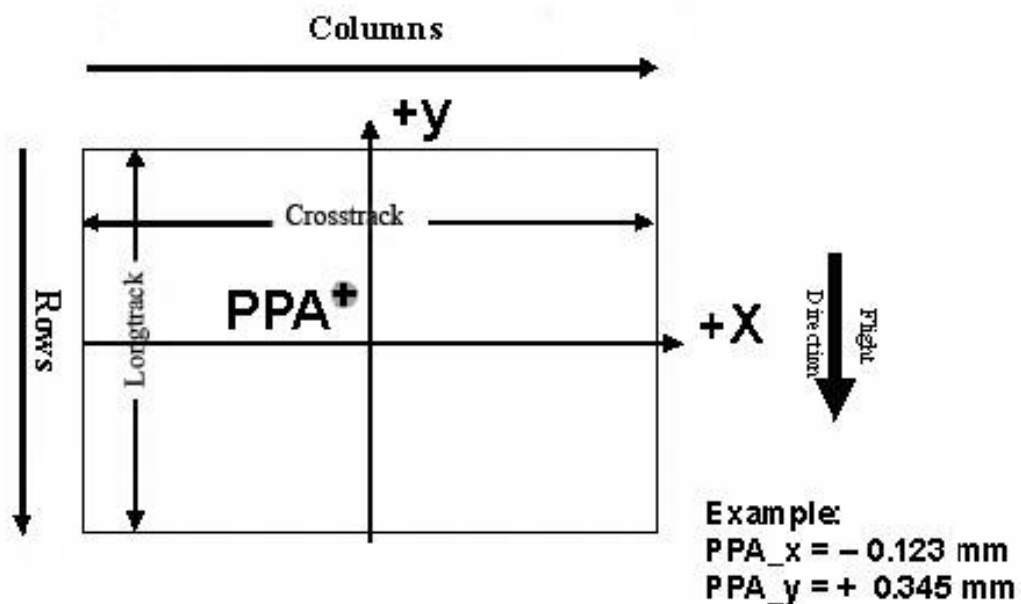 Columns
+y
Crosstrack
Rows
Longtrack
PPA+
+X
Flight
Direction
Example:
PPA_x = – 0.123 mm
PPA_y = + 0.345 mm